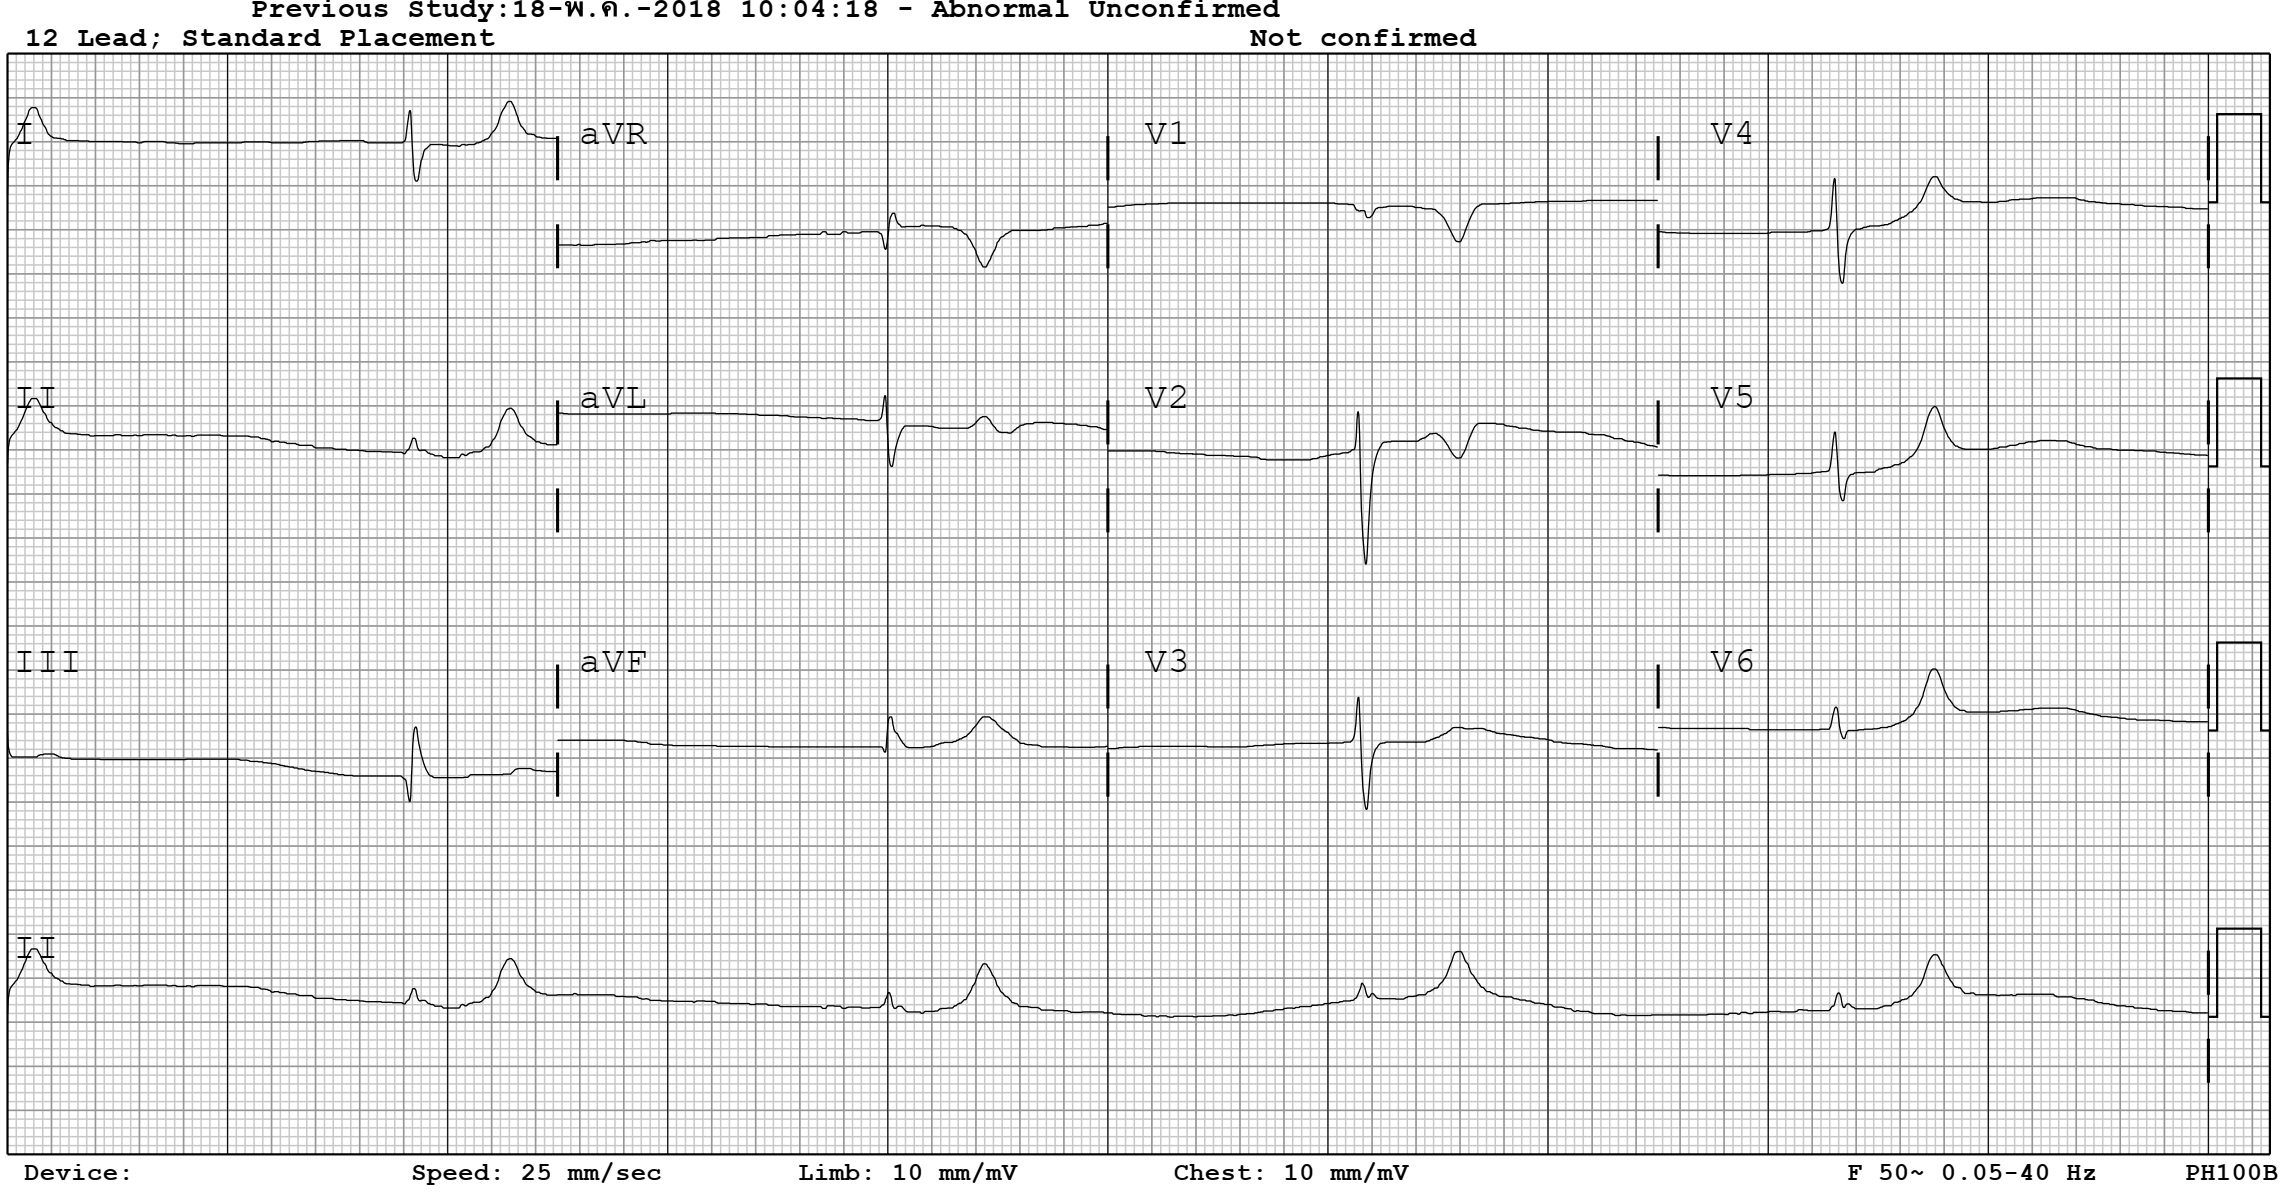 Previous Study:18-พ.ค.-2018 10:04:18 - Abnormal Unconfirmed
12 Lead; Standard Placement Not confirmed
I aVR V1 V4
II aVL V2 V5
III aVF V3 V6
II
Device: Speed: 25 mm/sec Limb: 10 mm/mV Chest: 10 mm/mV F 50~ 0.05-40 Hz PH100B